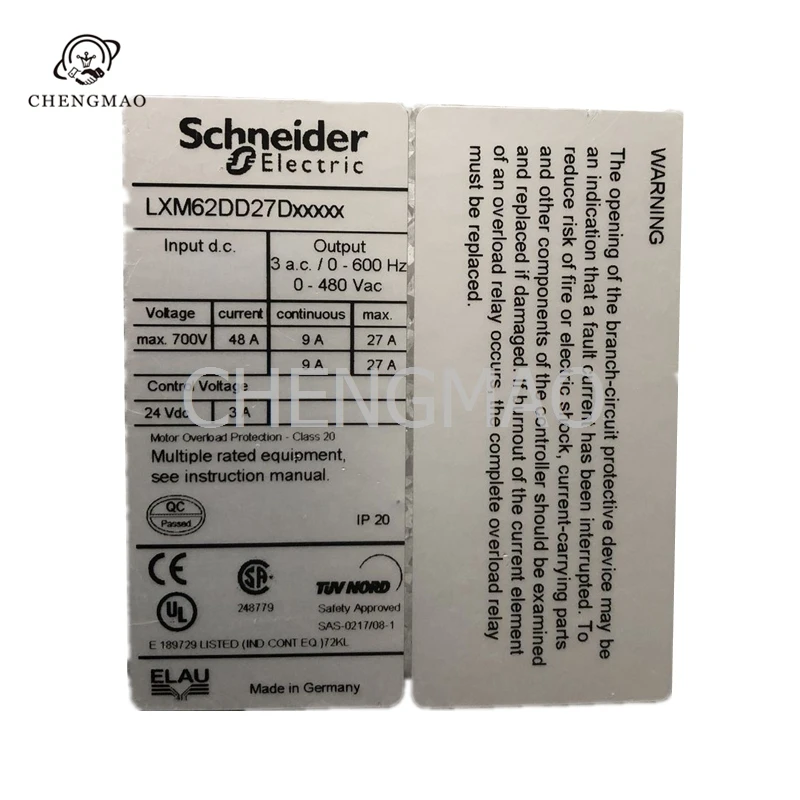 CHENGMAO
Schneider
Electric
LXM62DD27Dxxxxx
Input d.c.
Output
3 a.c. / 0 - 600 Hz
0 - 480 Vac
Voltage current continuous max.
max. 700V 48 A 9 A 27 A
9 A 27 A
Control Voltage
24 Vdc 3 A
Motor Overload Protection - Class 20
Multiple rated equipment,
see instruction manual.
QC
Passed
IP 20
CE
SA
TÜV NORD
248779
Safety Approved
SAS-0217/08-1
UL
E 189729 LISTED (IND CONT EQ.)72KL
ELAU
Made in Germany
WARNING
The opening of the branch-circuit protective device may be
an indication that a fault current has been interrupted. To
reduce risk of fire or electric shock, current-carrying parts
and other components of the controller should be examined
and replaced if damaged. If burnout of the current element
of an overload relay occurs, the complete overload relay
must be replaced.
CHENGMAO